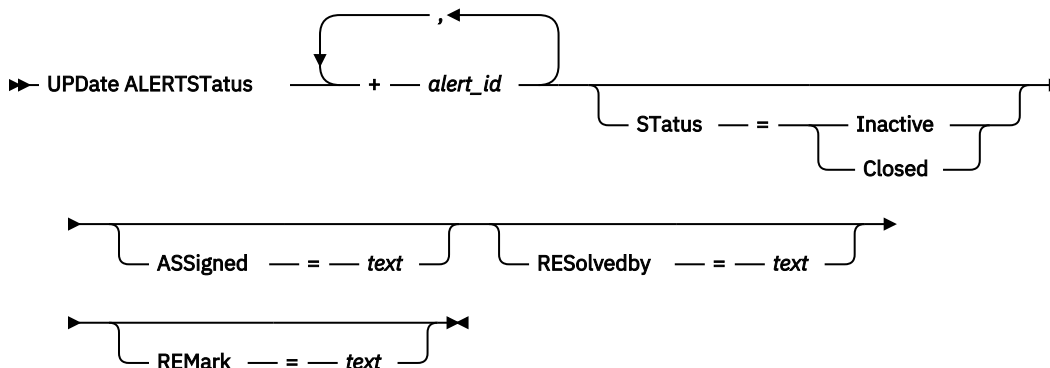 ,
UPDate ALERTSTatus + alert_id
STatus = Inactive
Closed
ASSigned = text RESolvedby = text
REMark = text